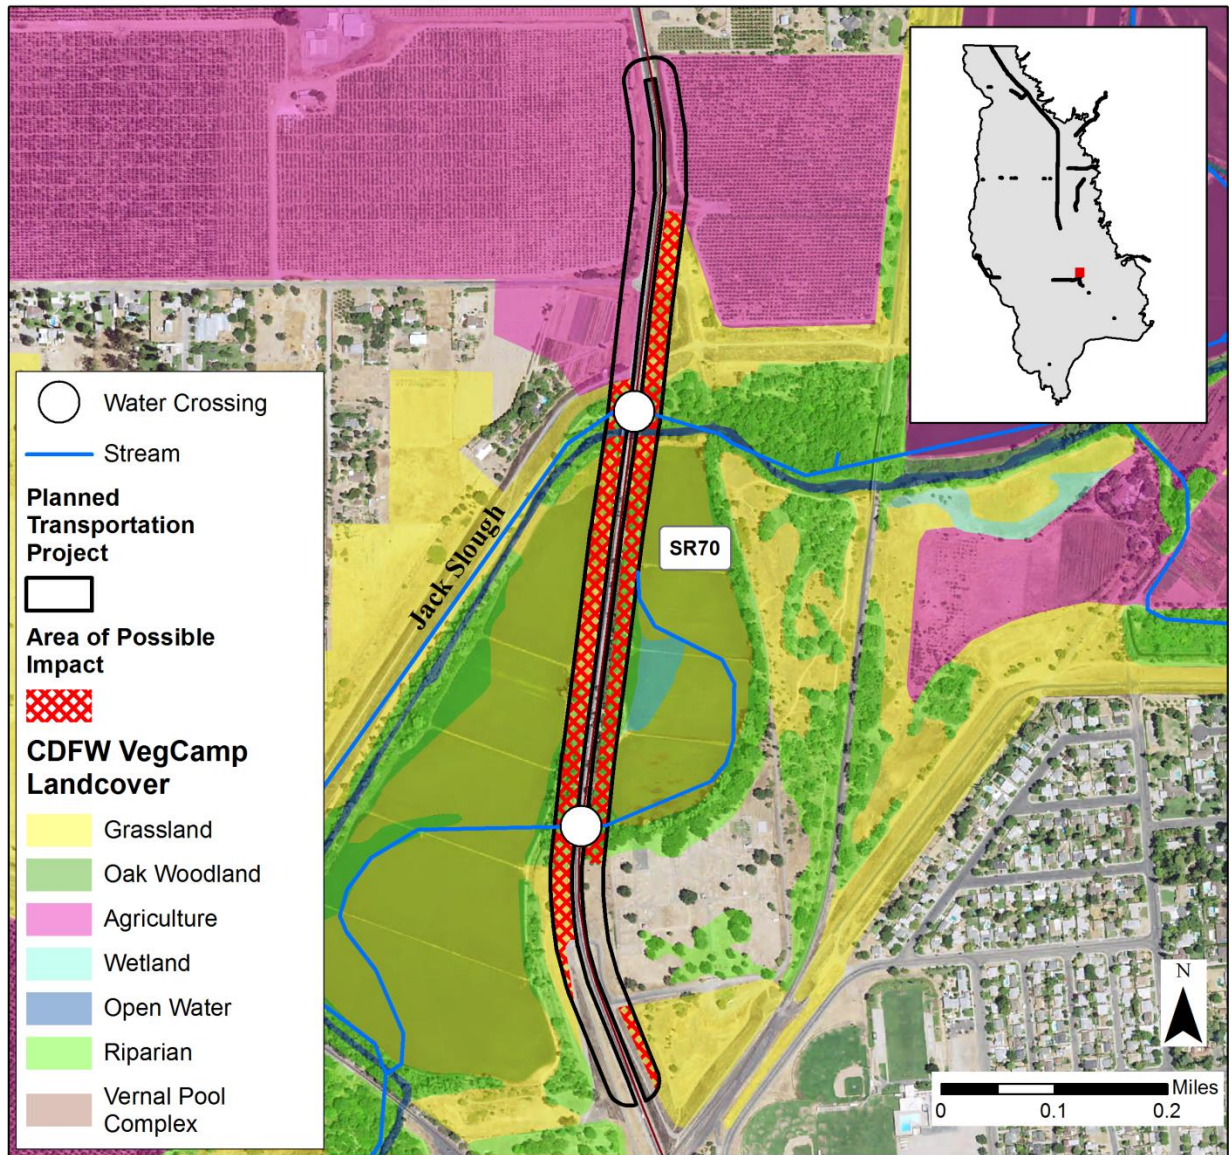 Water Crossing
Stream
Planned
Transportation
Project
Area of Possible
Impact
CDFW VegCamp
Landcover
Grassland
Oak Woodland
Agriculture
Wetland
Open Water
Riparian
Vernal Pool
Complex
Jack Slough
SR70
N
Miles
0 0.1 0.2